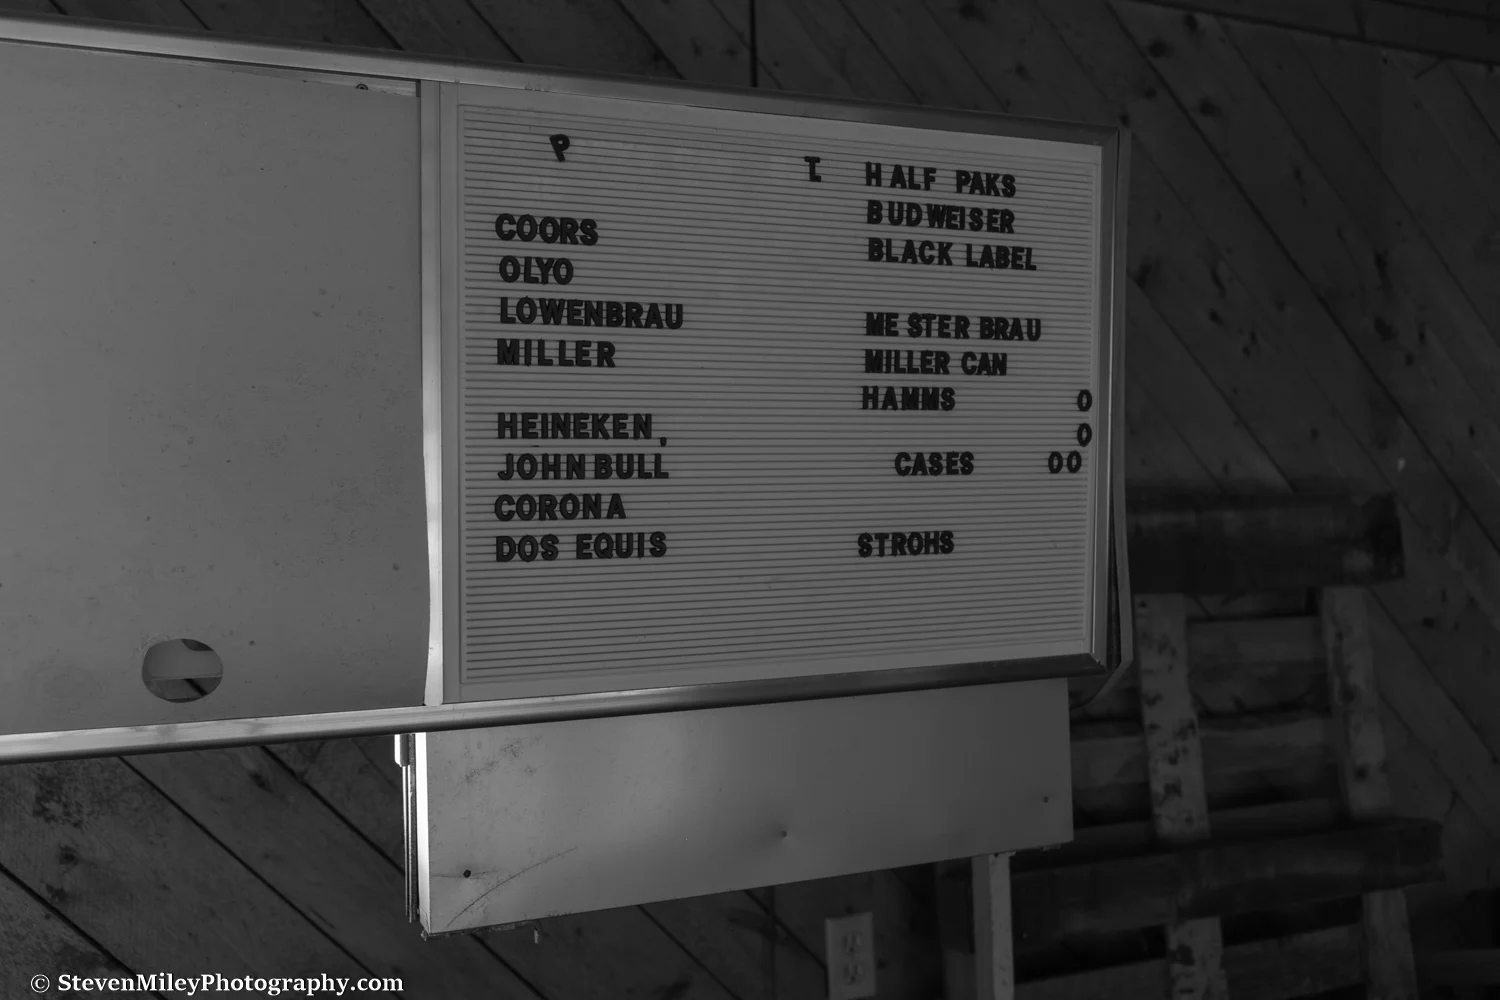 P
COORS
OLYO
LOWENBRAU
MILLER
HEINEKEN,
JOHN BULL
CORONA
DOS EQUIS
HALF PAKS
BUDWEISER
BLACK LABEL
ME STER BRAU
MILLER CAN
HAMMS 0
0
CASES 00
STROHS
© StevenMileyPhotography.com